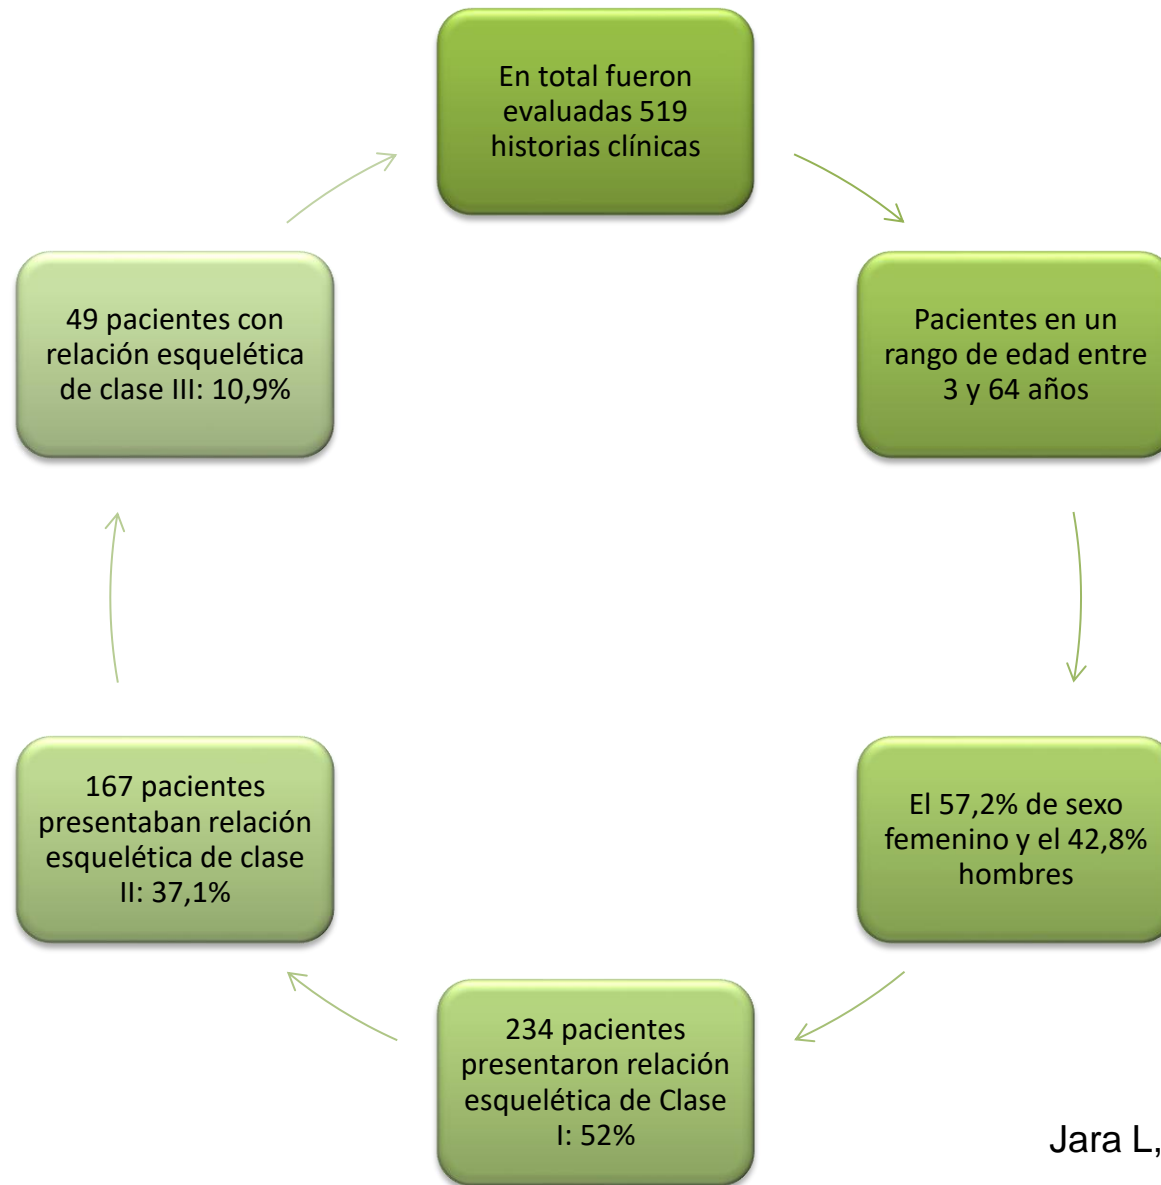 En total fueron
evaluadas 519
historias clínicas
Pacientes en un
rango de edad entre
3 y 64 años
El 57,2% de sexo
femenino y el 42,8%
hombres
234 pacientes
presentaron relación
esquelética de Clase
I: 52%
167 pacientes
presentaban relación
esquelética de clase
II: 37,1%
49 pacientes con
relación esquelética
de clase III: 10,9%
Jara L,